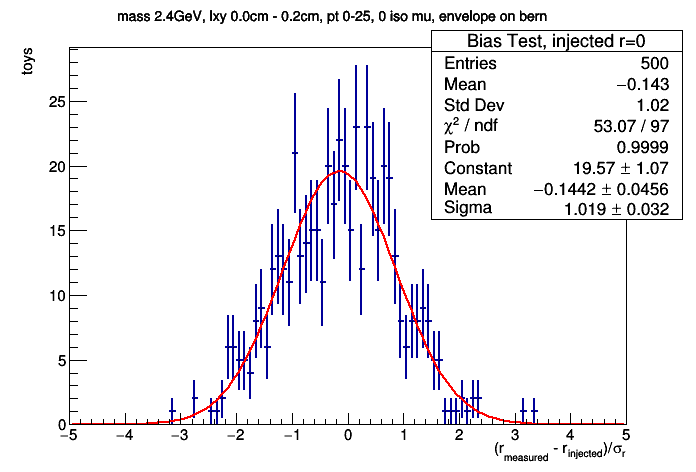 mass 2.4GeV, lxy 0.0cm - 0.2cm, pt 0-25, 0 iso mu, envelope on bern
Bias Test, injected r=0
Entries 500
Mean −0.143
Std Dev 1.02
χ² / ndf 53.07 / 97
Prob 0.9999
Constant 19.57 ± 1.07
Mean −0.1442 ± 0.0456
Sigma 1.019 ± 0.032
toys
25
20
15
10
5
0
−5 −4 −3 −2 −1 0 1 2 3 4 5
(r_measured - r_injected)/σ_r